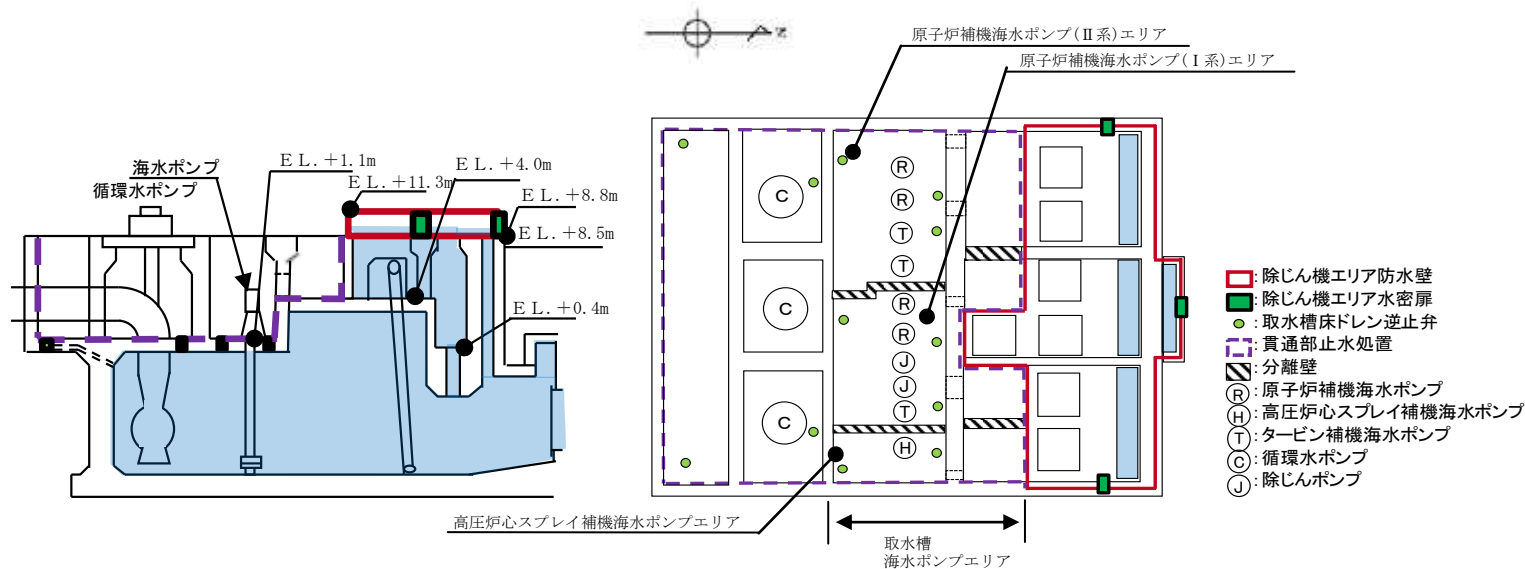 N
原子炉補機海水ポンプ(Ⅱ系)エリア
原子炉補機海水ポンプ(Ⅰ系)エリア
海水ポンプ
循環水ポンプ
ＥＬ.＋1.1m
ＥＬ.＋4.0m
ＥＬ.＋11.3m
ＥＬ.＋8.8m
ＥＬ.＋8.5m
ＥＬ.＋0.4m
R
C
R
T
T
R
C
R
J
J
T
C
H
:除じん機エリア防水壁
:除じん機エリア水密扉
:取水槽床ドレン逆止弁
:貫通部止水処置
:分離壁
R:原子炉補機海水ポンプ
H:高圧炉心スプレイ補機海水ポンプ
T:タービン補機海水ポンプ
C:循環水ポンプ
J:除じんポンプ
高圧炉心スプレイ補機海水ポンプエリア
取水槽
海水ポンプエリア